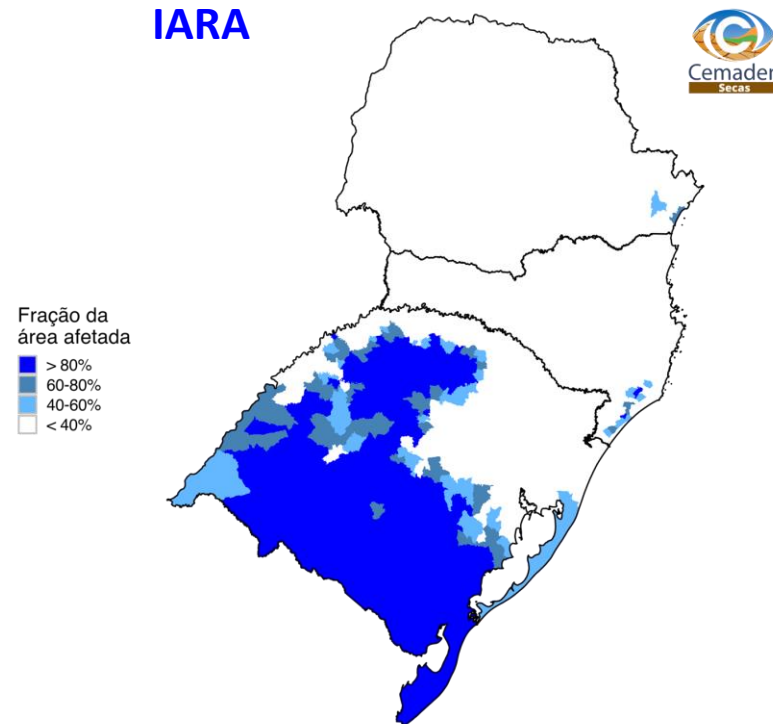 IARA
Cemaden
Secas
Fração da
área afetada
> 80%
60-80%
40-60%
< 40%